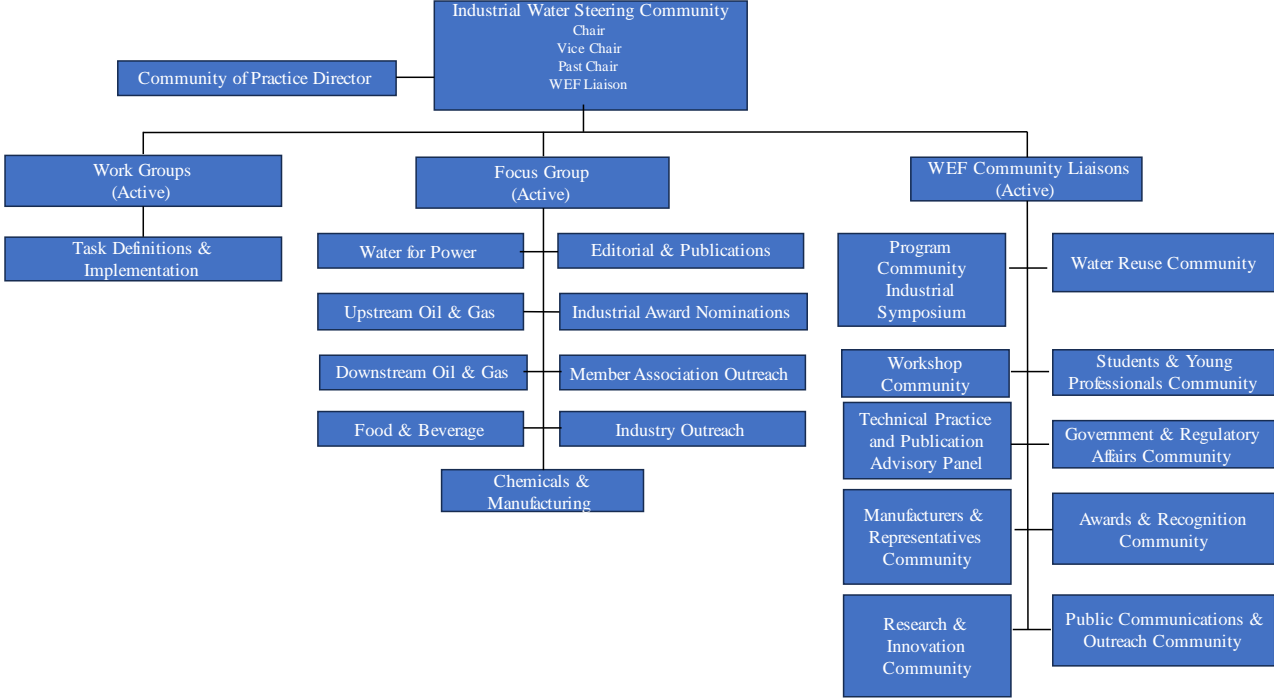 Industrial Water Steering Community
Chair
Vice Chair
Past Chair
WEF Liaison
Community of Practice Director
Work Groups
(Active)
Task Definitions &
Implementation
Focus Group
(Active)
Water for Power
Editorial & Publications
Upstream Oil & Gas
Industrial Award Nominations
Downstream Oil & Gas
Member Association Outreach
Food & Beverage
Industry Outreach
Chemicals &
Manufacturing
WEF Community Liaisons
(Active)
Program
Community
Industrial
Symposium
Water Reuse Community
Workshop
Community
Students & Young
Professionals Community
Technical Practice
and Publication
Advisory Panel
Government & Regulatory
Affairs Community
Manufacturers &
Representatives
Community
Awards & Recognition
Community
Research &
Innovation
Community
Public Communications &
Outreach Community